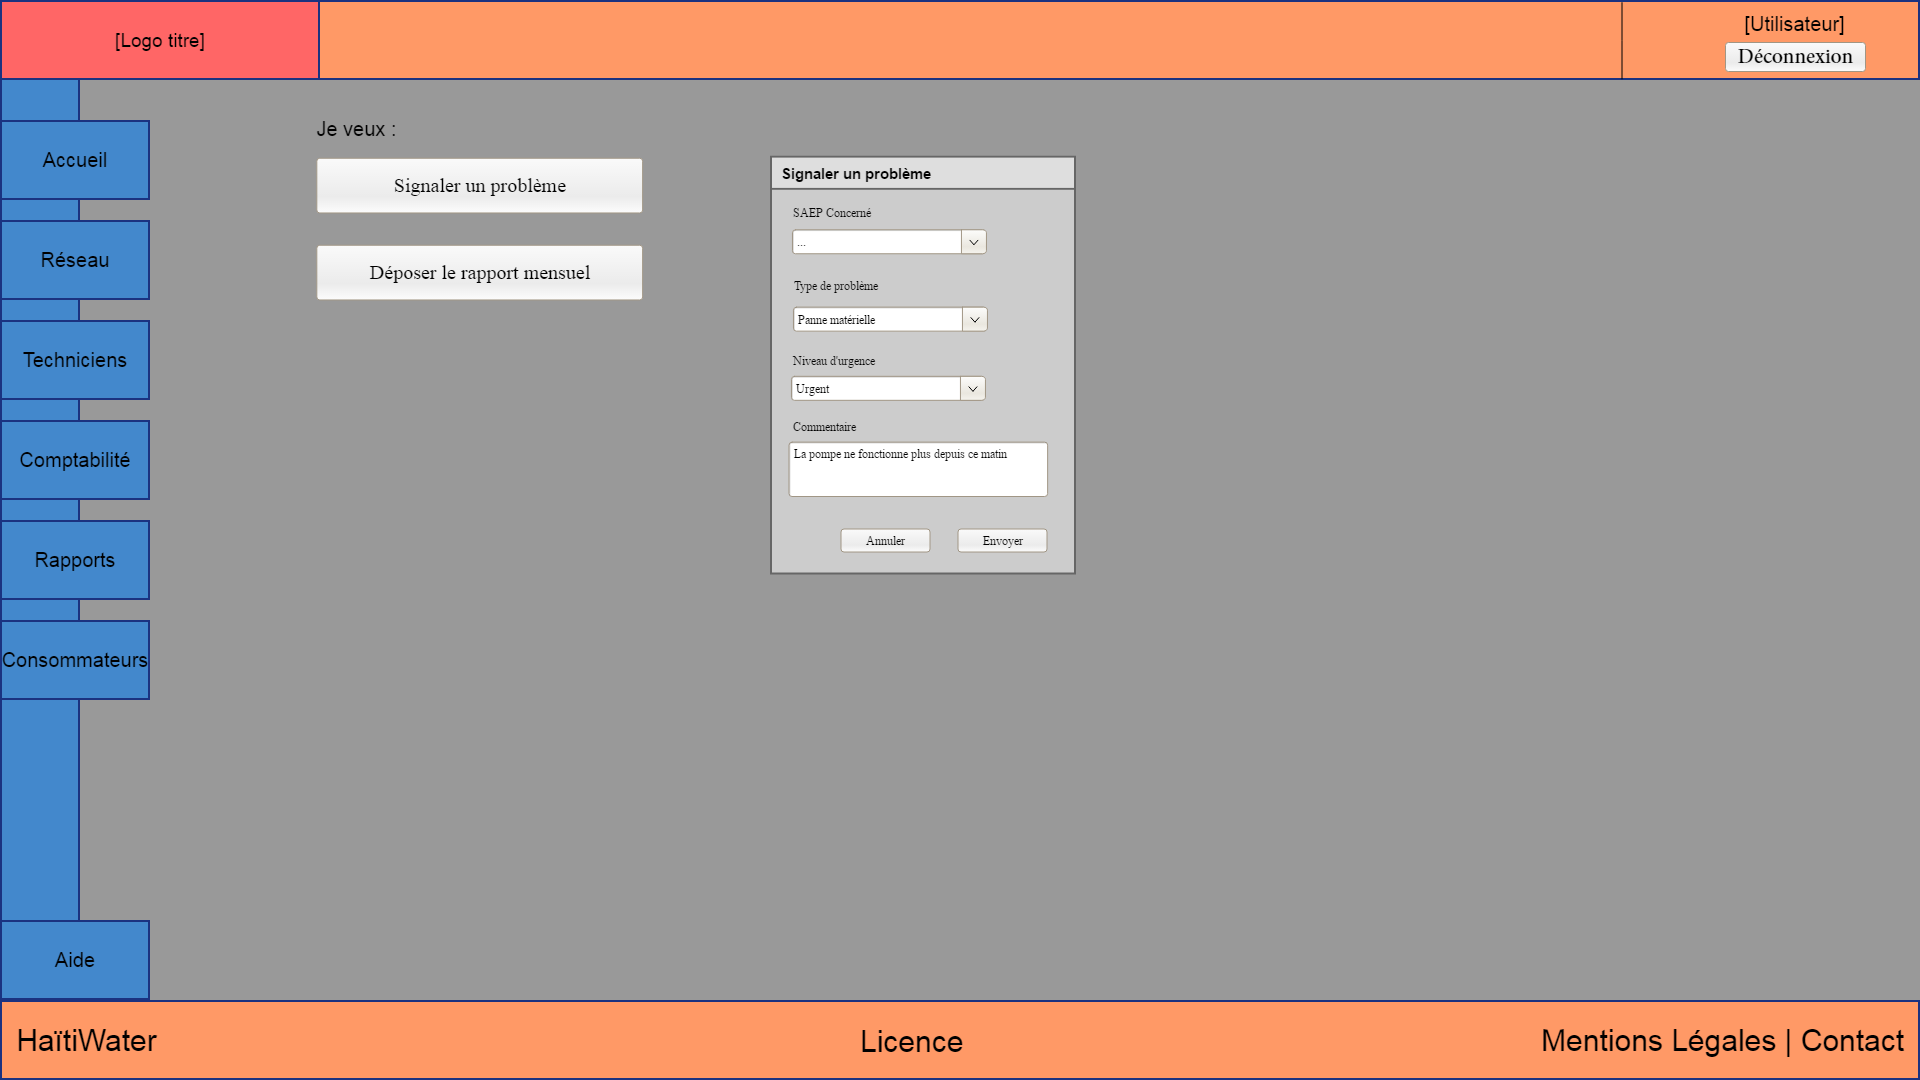 [Logo titre]
[Utilisateur]
Déconnexion
Accueil
Réseau
Techniciens
Comptabilité
Rapports
Consommateurs
Aide
Je veux :
Signaler un problème
Déposer le rapport mensuel
Signaler un problème
SAEP Concerné
...
Type de problème
Panne matérielle
Niveau d'urgence
Urgent
Commentaire
La pompe ne fonctionne plus depuis ce matin
Annuler
Envoyer
HaïtiWater
Licence
Mentions Légales | Contact